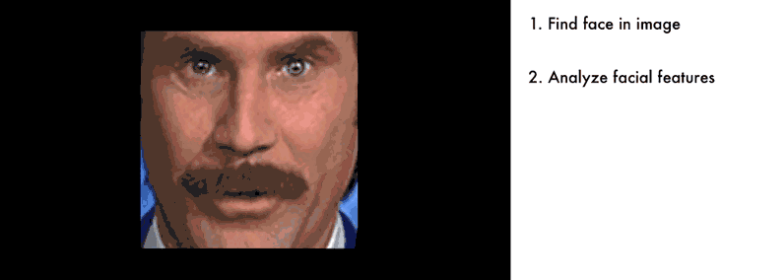 1. Find face in image
2. Analyze facial features